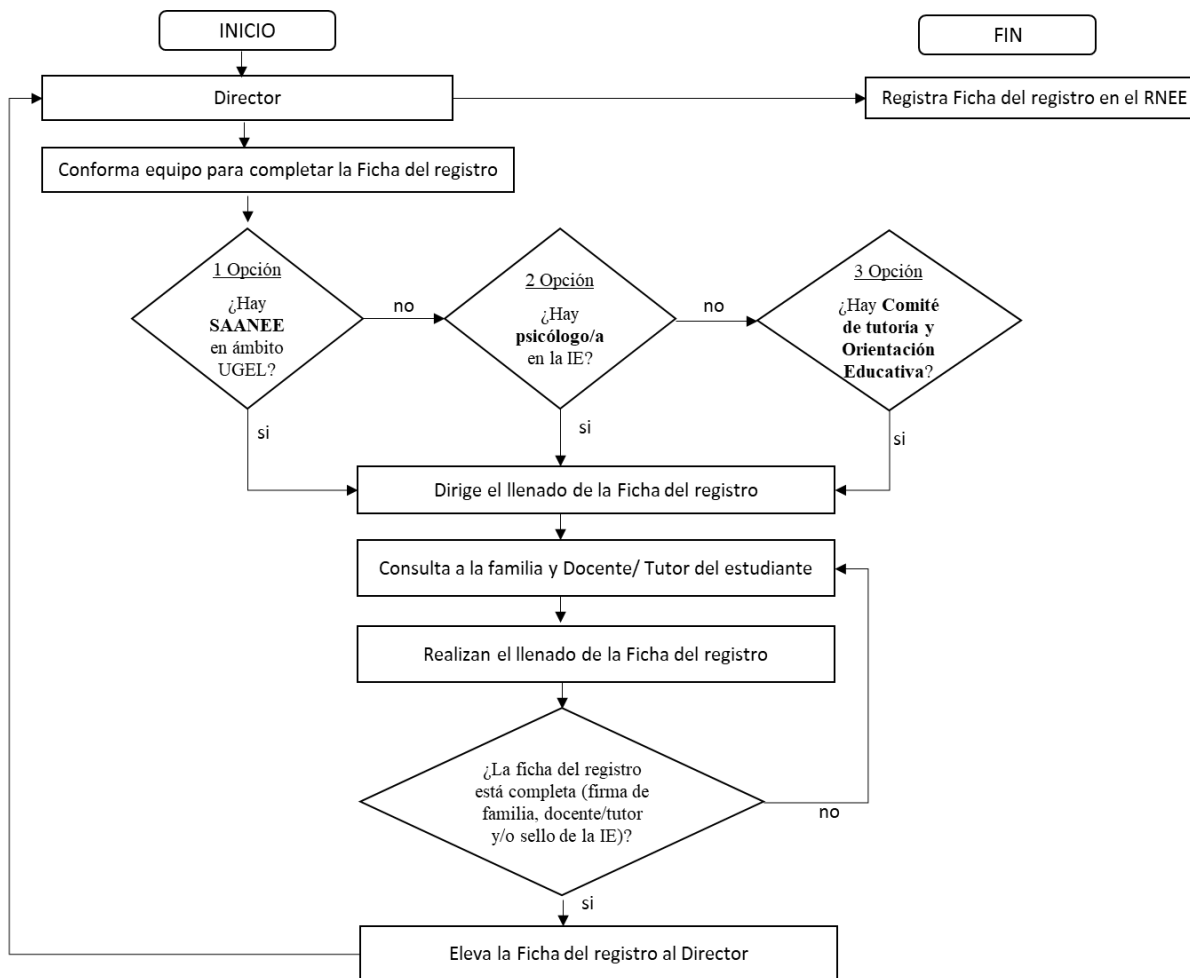 INICIO
FIN
Director
Registra Ficha del registro en el RNEE
Conforma equipo para completar la Ficha del registro
1 Opción
¿Hay
SAANEE
en ámbito
UGEL?
no
2 Opción
¿Hay
psicólogo/a
en la IE?
no
3 Opción
¿Hay Comité
de tutoría y
Orientación
Educativa?
si
si
si
Dirige el llenado de la Ficha del registro
Consulta a la familia y Docente/ Tutor del estudiante
Realizan el llenado de la Ficha del registro
¿La ficha del registro
está completa (firma de
familia, docente/tutor
y/o sello de la IE)?
no
si
Eleva la Ficha del registro al Director